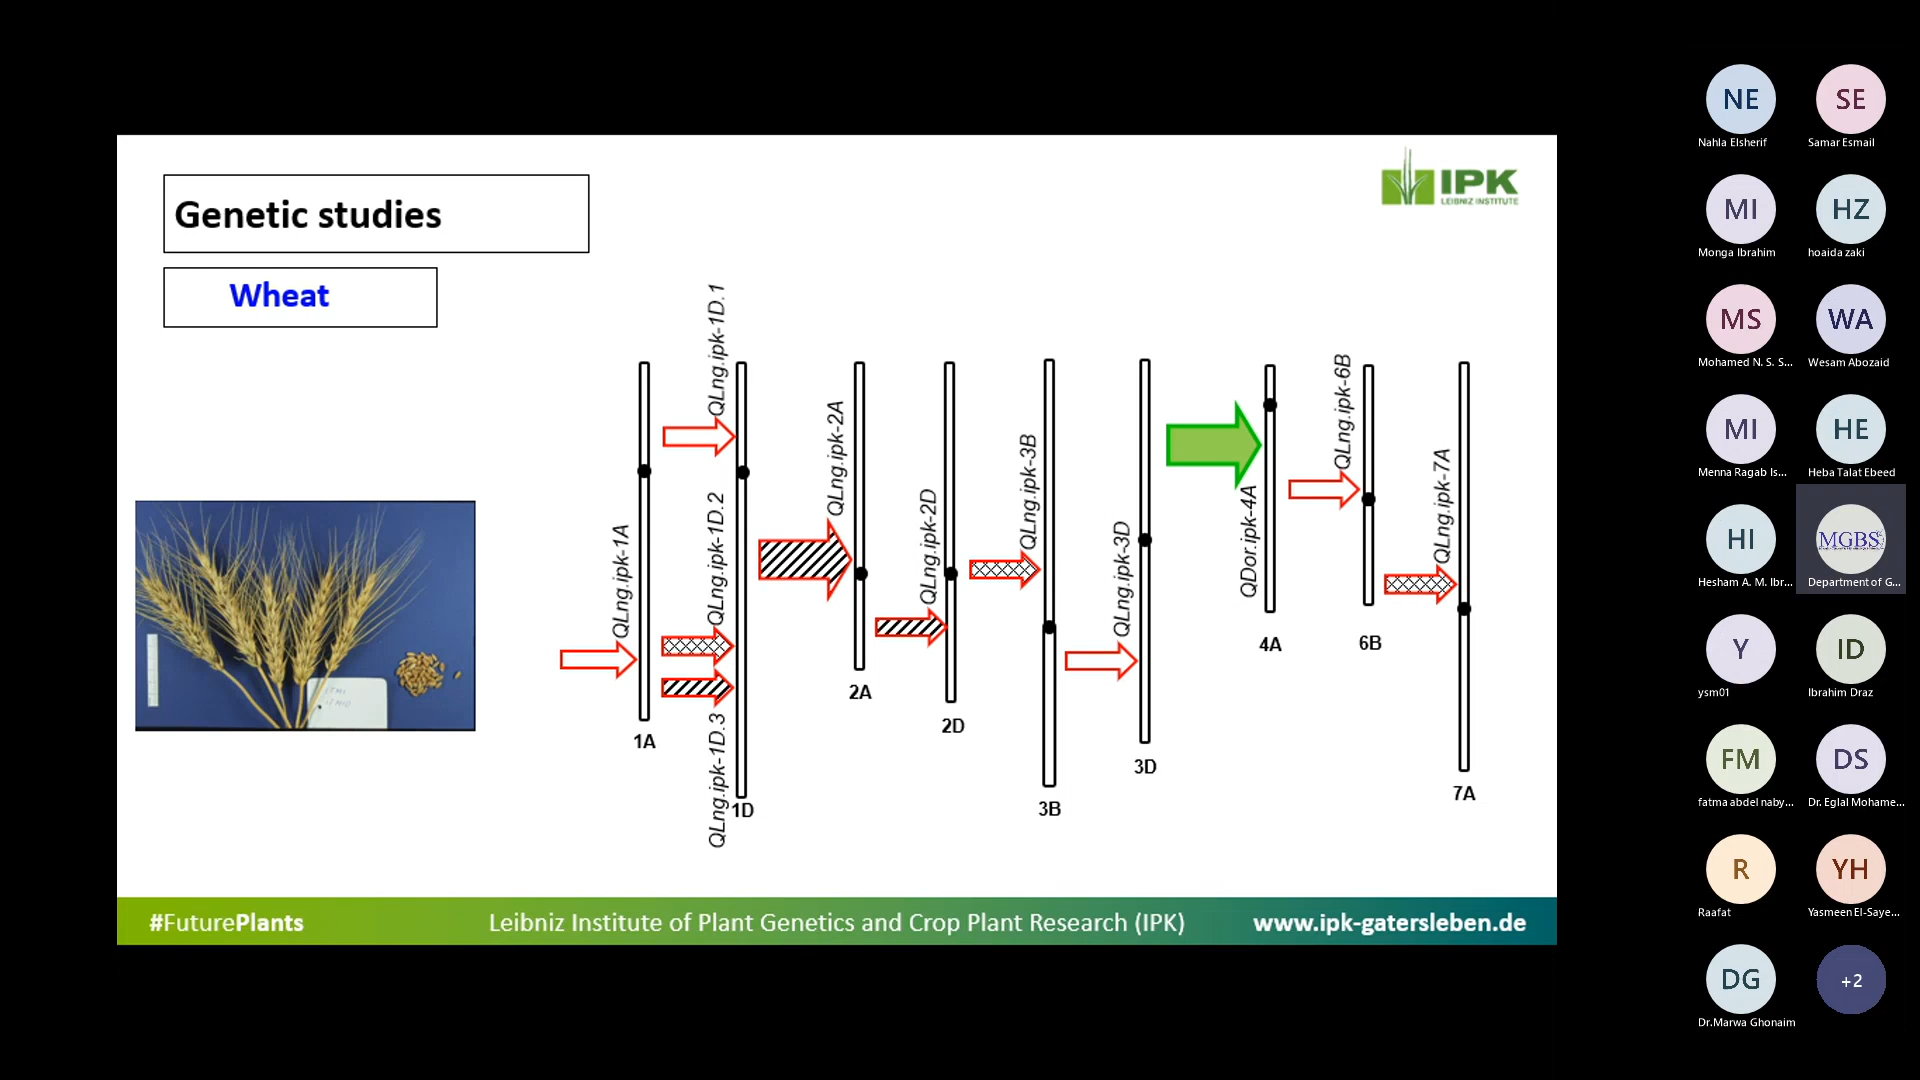 Genetic studies
Wheat
IPK
LEIBNIZ INSTITUTE
QLng.ipk-1A
QLng.ipk-1D.1
QLng.ipk-1D.2
QLng.ipk-1D.3
QLng.ipk-2A
QLng.ipk-2D
QLng.ipk-3B
QLng.ipk-3D
QDor.ipk-4A
QLng.ipk-6B
QLng.ipk-7A
1A
1D
2A
2D
3B
3D
4A
6B
7A
#FuturePlants
Leibniz Institute of Plant Genetics and Crop Plant Research (IPK)
www.ipk-gatersleben.de
NE
Nahla Elsherif
SE
Samar Esmail
MI
Monga Ibrahim
HZ
hoaida zaki
MS
Mohamed N. S. S...
WA
Wesam Abozaid
MI
Menna Ragab Is...
HE
Heba Talat Ebeed
HI
Hesham A. M. Ibr...
MGBS
Department of G...
Y
ysm01
ID
Ibrahim Draz
FM
fatma abdel naby...
DS
Dr. Eglal Mohame...
R
Raafat
YH
Yasmeen El-Saye...
DG
Dr.Marwa Ghonaim
+2